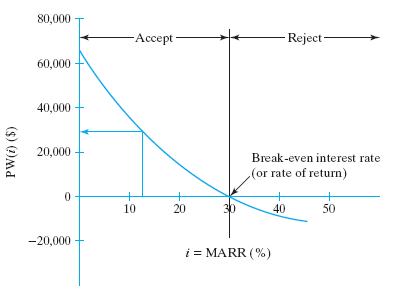 80,000
Accept
Reject
60,000
40,000
20,000
Break-even interest rate
(or rate of return)
0
10
20
30
40
50
−20,000
i = MARR (%)
PW(i) ($)